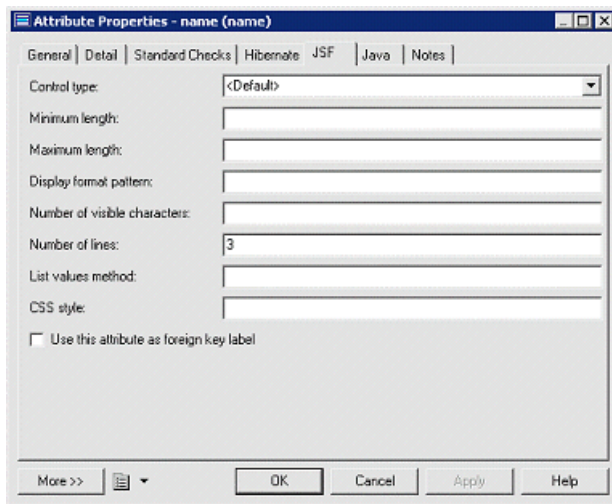 Attribute Properties - name (name)
General Detail Standard Checks Hibernate JSF Java Notes
Control type: <Default>
Minimum length:
Maximum length:
Display format pattern:
Number of visible characters:
Number of lines: 3
List values method:
CSS style:
Use this attribute as foreign key label
More >> OK Cancel Apply Help